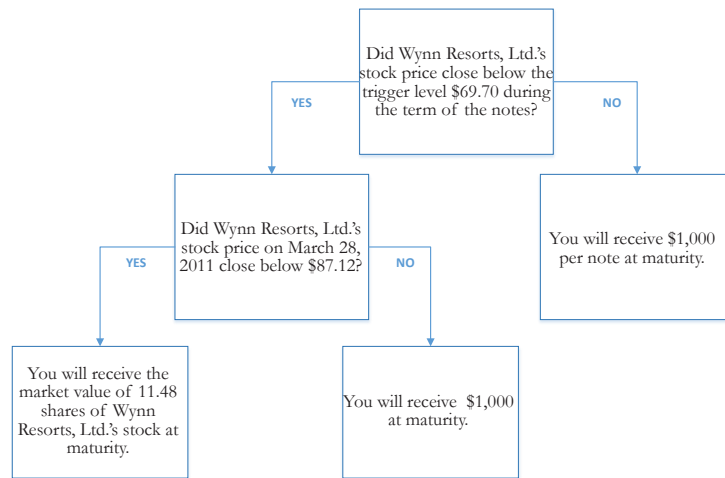 Did Wynn Resorts, Ltd.'s
stock price close below the
trigger level $69.70 during
the term of the notes?
YES
NO
Did Wynn Resorts, Ltd.'s
stock price on March 28,
2011 close below $87.12?
You will receive $1,000
per note at maturity.
YES
NO
You will receive the
market value of 11.48
shares of Wynn
Resorts, Ltd.'s stock at
maturity.
You will receive $1,000
at maturity.